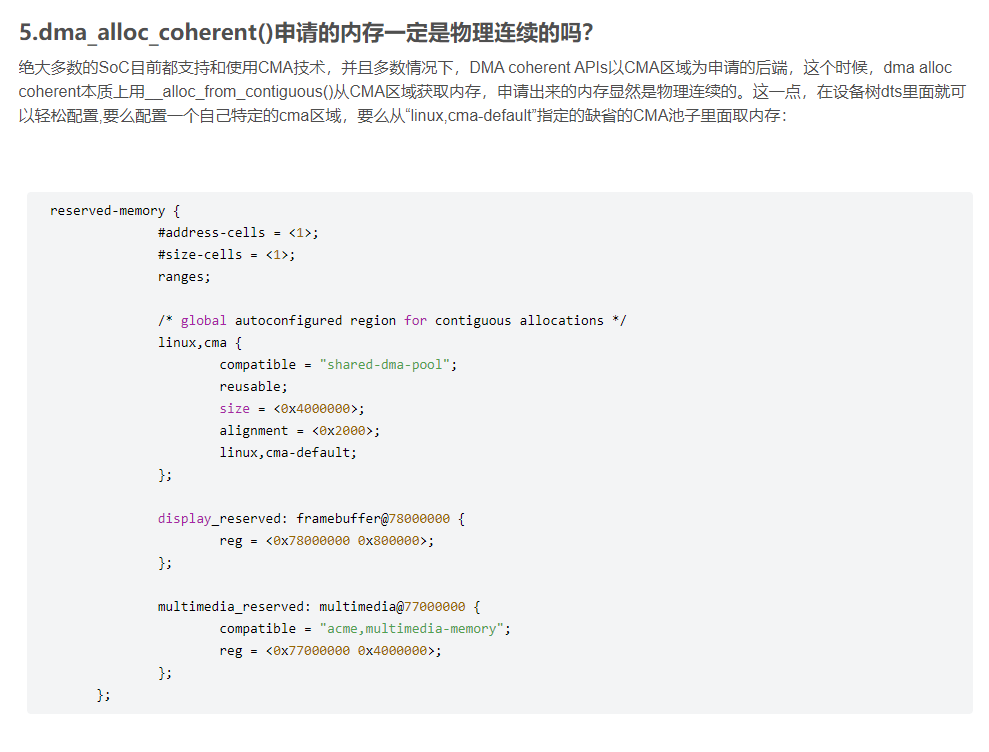 5.dma_alloc_coherent()申请的内存一定是物理连续的吗?
绝大多数的SoC目前都支持和使用CMA技术，并且多数情况下，DMA coherent APIs以CMA区域为申请的后端，这个时候，dma alloc
coherent本质上用__alloc_from_contiguous()从CMA区域获取内存，申请出来的内存显然是物理连续的。这一点，在设备树dts里面就可
以轻松配置,要么配置一个自己特定的cma区域，要么从“linux,cma-default”指定的缺省的CMA池子里面取内存：
reserved-memory {
#address-cells = <1>;
#size-cells = <1>;
ranges;
/* global autoconfigured region for contiguous allocations */
linux,cma {
compatible = "shared-dma-pool";
reusable;
size = <0x4000000>;
alignment = <0x2000>;
linux,cma-default;
};
display_reserved: framebuffer@78000000 {
reg = <0x78000000 0x800000>;
};
multimedia_reserved: multimedia@77000000 {
compatible = "acme,multimedia-memory";
reg = <0x77000000 0x4000000>;
};
};